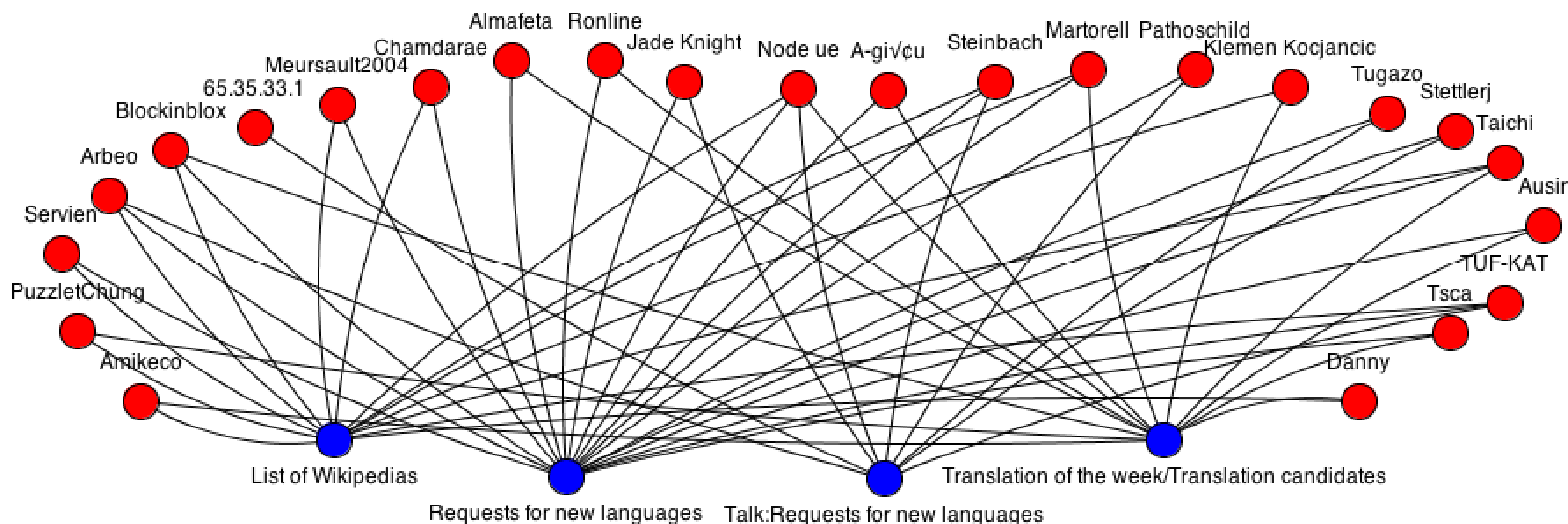 Almafeta
Ronline
Chamdarae
Jade Knight
Node ue
A-gi√¢u
Steinbach
Martorell
Pathoschild
Klemen Kocjancic
Meursault2004
65.35.33.1
Tugazo
Stettlerj
Blockinblox
Taichi
Arbeo
Ausir
Servien
TUF-KAT
PuzzletChung
Tsca
Amikeco
Danny
List of Wikipedias
Translation of the week/Translation candidates
Requests for new languages
Talk:Requests for new languages